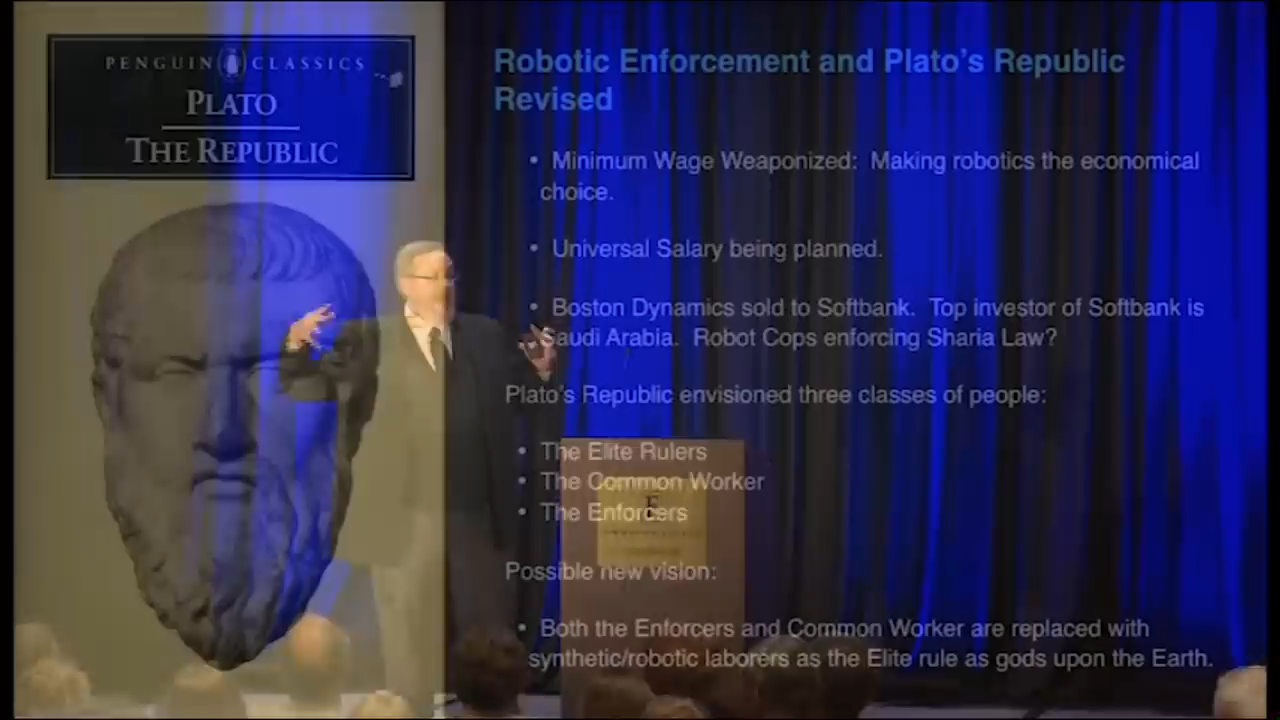 PENGUIN CLASSICS
PLATO
THE REPUBLIC
Robotic Enforcement and Plato's Republic
Revised
• Minimum Wage Weaponized:  Making robotics the economical
choice.
• Universal Salary being planned.
• Boston Dynamics sold to Softbank.  Top investor of Softbank is
Saudi Arabia.  Robot Cops enforcing Sharia Law?
Plato's Republic envisioned three classes of people:
• The Elite Rulers
• The Common Worker
• The Enforcers
E
Possible new vision:
• Both the Enforcers and Common Worker are replaced with
synthetic/robotic laborers as the Elite rule as gods upon the Earth.